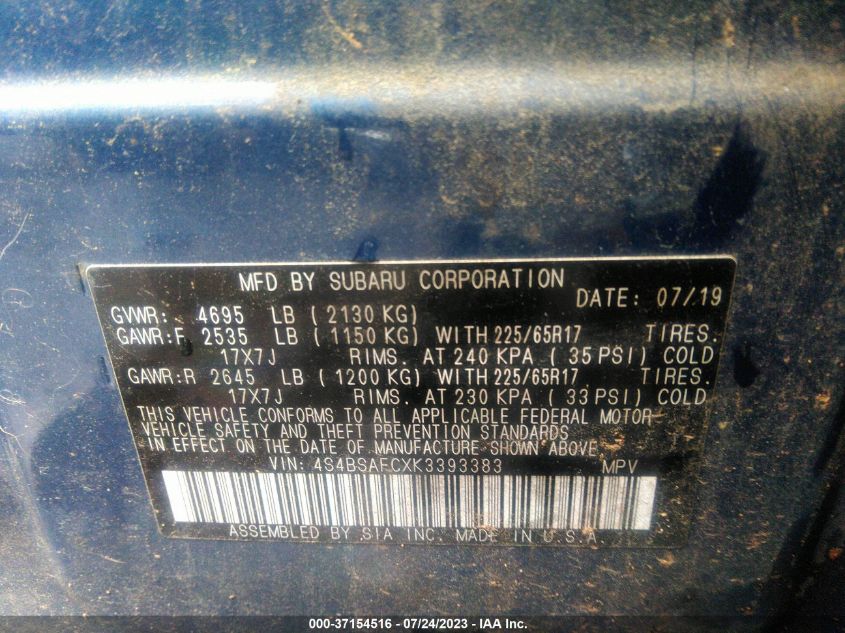 MFD BY SUBARU CORPORATION
DATE: 07/19
GVWR: 4695 LB ( 2130 KG)
GAWR:F 2535 LB ( 1150 KG) WITH 225/65R17 TIRES.
17X7J RIMS. AT 240 KPA ( 35 PSI) COLD
GAWR:R 2645 LB ( 1200 KG) WITH 225/65R17 TIRES.
17X7J RIMS. AT 230 KPA ( 33 PSI) COLD
THIS VEHICLE CONFORMS TO ALL APPLICABLE FEDERAL MOTOR
VEHICLE SAFETY AND THEFT PREVENTION STANDARDS
IN EFFECT ON THE DATE OF MANUFACTURE SHOWN ABOVE
VIN: 4S4BSAFCXK3393383 MPV
ASSEMBLED BY SIA INC. MADE IN U.S.A.
000-37154516 - 07/24/2023 - IAA Inc.